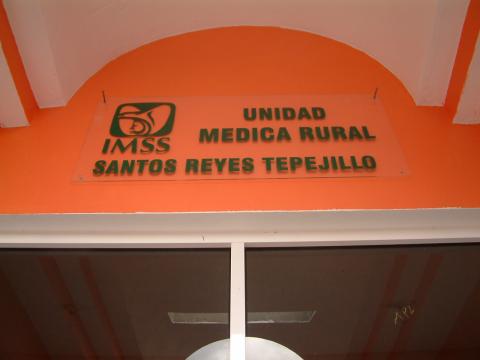 UNIDAD
MEDICA RURAL
IMSS
SANTOS REYES TEPEJILLO